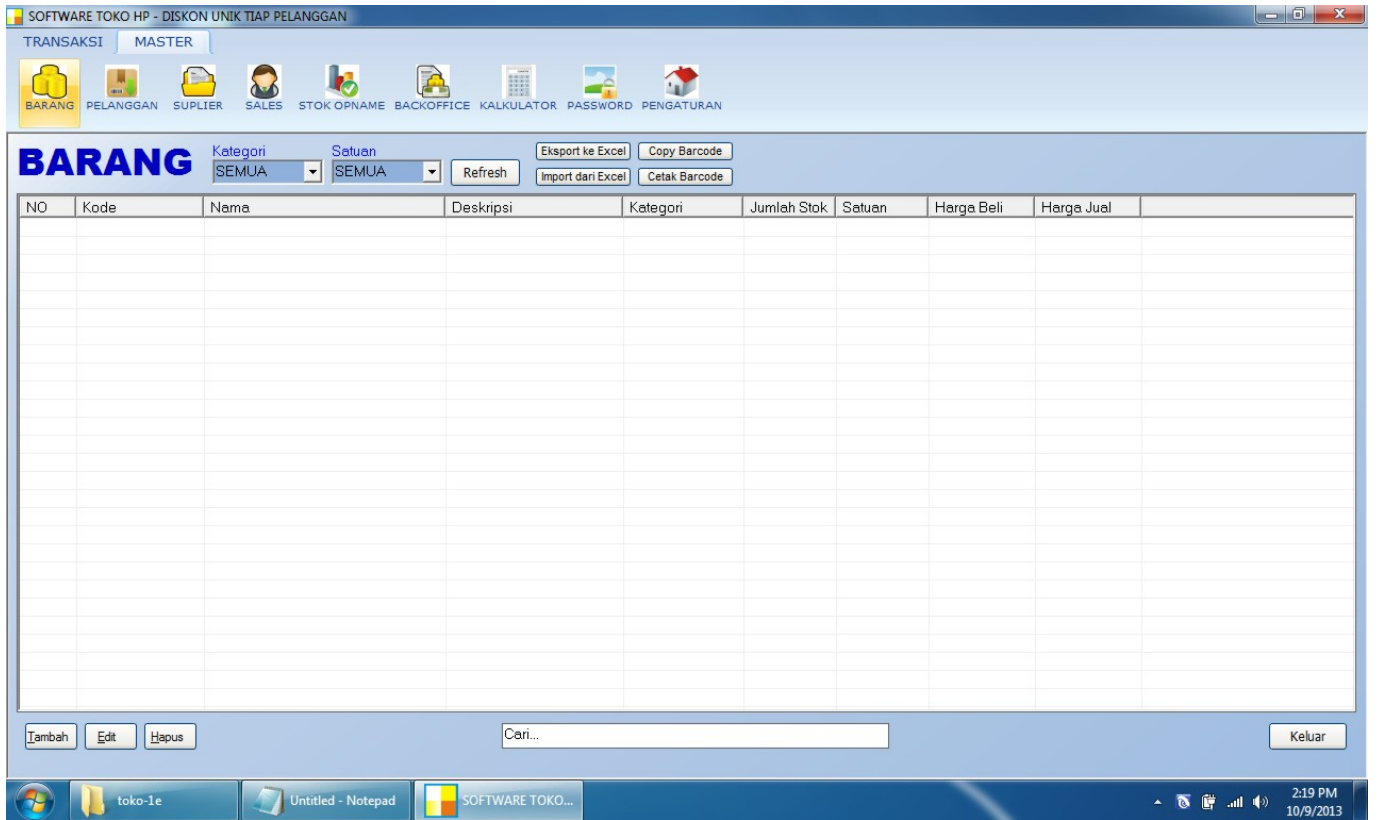 SOFTWARE TOKO HP - DISKON UNIK TIAP PELANGGAN
TRANSAKSI MASTER
BARANG PELANGGAN SUPLIER SALES STOK OPNAME BACKOFFICE KALKULATOR PASSWORD PENGATURAN
BARANG
Kategori Satuan
SEMUA SEMUA
Refresh
Eksport ke Excel Copy Barcode
Import dari Excel Cetak Barcode
NO Kode Nama Deskripsi Kategori Jumlah Stok Satuan Harga Beli Harga Jual
Tambah Edit Hapus Cari... Keluar
toko-1e Untitled - Notepad SOFTWARE TOKO... 2:19 PM
10/9/2013